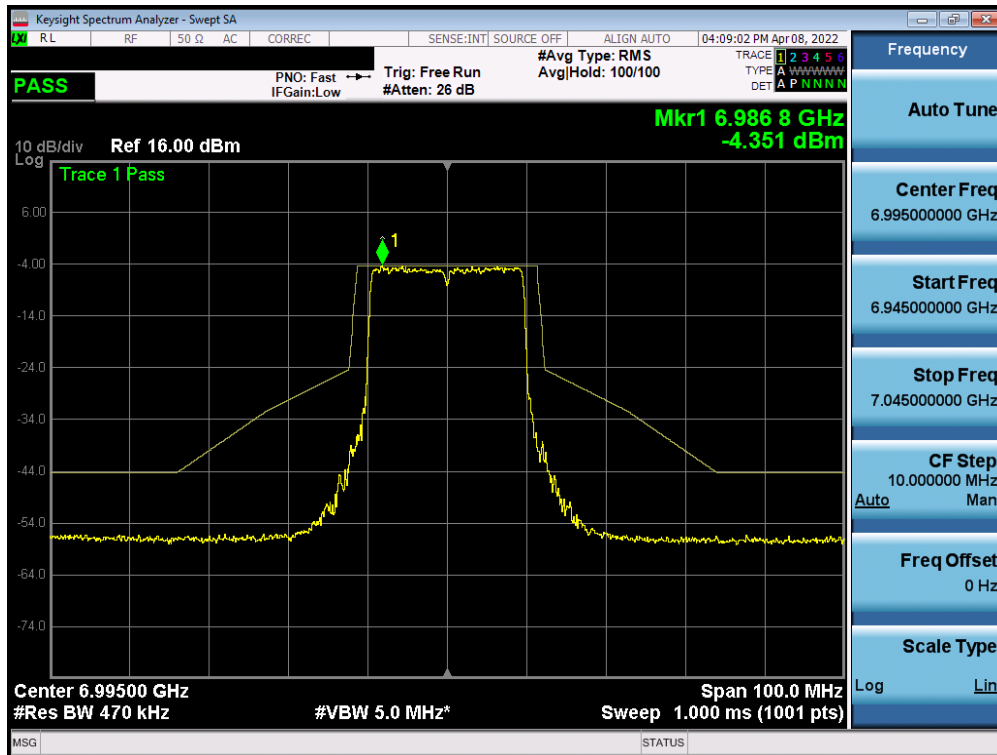 Keysight Spectrum Analyzer - Swept SA
LXI RL RF 50 Ω AC CORREC SENSE:INT SOURCE OFF ALIGN AUTO 04:09:02 PM Apr 08, 2022
PASS
PNO: Fast
IFGain:Low
Trig: Free Run
#Atten: 26 dB
#Avg Type: RMS
Avg|Hold: 100/100
TRACE 1 2 3 4 5 6
TYPE A WWWWW
DET A P N N N N
Mkr1 6.986 8 GHz
-4.351 dBm
10 dB/div Ref 16.00 dBm
Log
Trace 1 Pass
1
6.00
-4.00
-14.0
-24.0
-34.0
-44.0
-54.0
-64.0
-74.0
Center 6.99500 GHz Span 100.0 MHz
#Res BW 470 kHz #VBW 5.0 MHz* Sweep 1.000 ms (1001 pts)
MSG STATUS
Frequency
Auto Tune
Center Freq
6.995000000 GHz
Start Freq
6.945000000 GHz
Stop Freq
7.045000000 GHz
CF Step
10.000000 MHz
Auto Man
Freq Offset
0 Hz
Scale Type
Log Lin